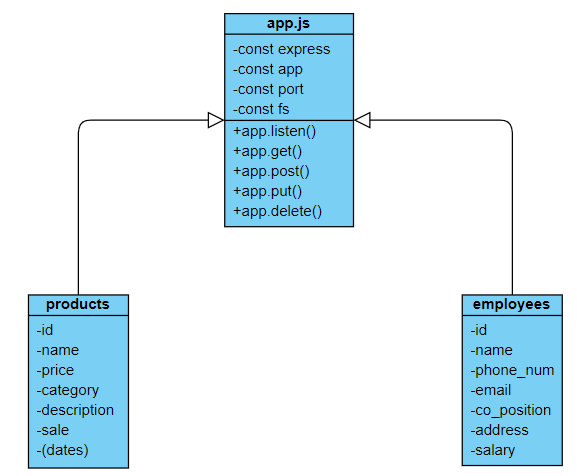 app.js
-const express
-const app
-const port
-const fs
+app.listen()
+app.get()
+app.post()
+app.put()
+app.delete()
products
-id
-name
-price
-category
-description
-sale
-(dates)
employees
-id
-name
-phone_num
-email
-co_position
-address
-salary